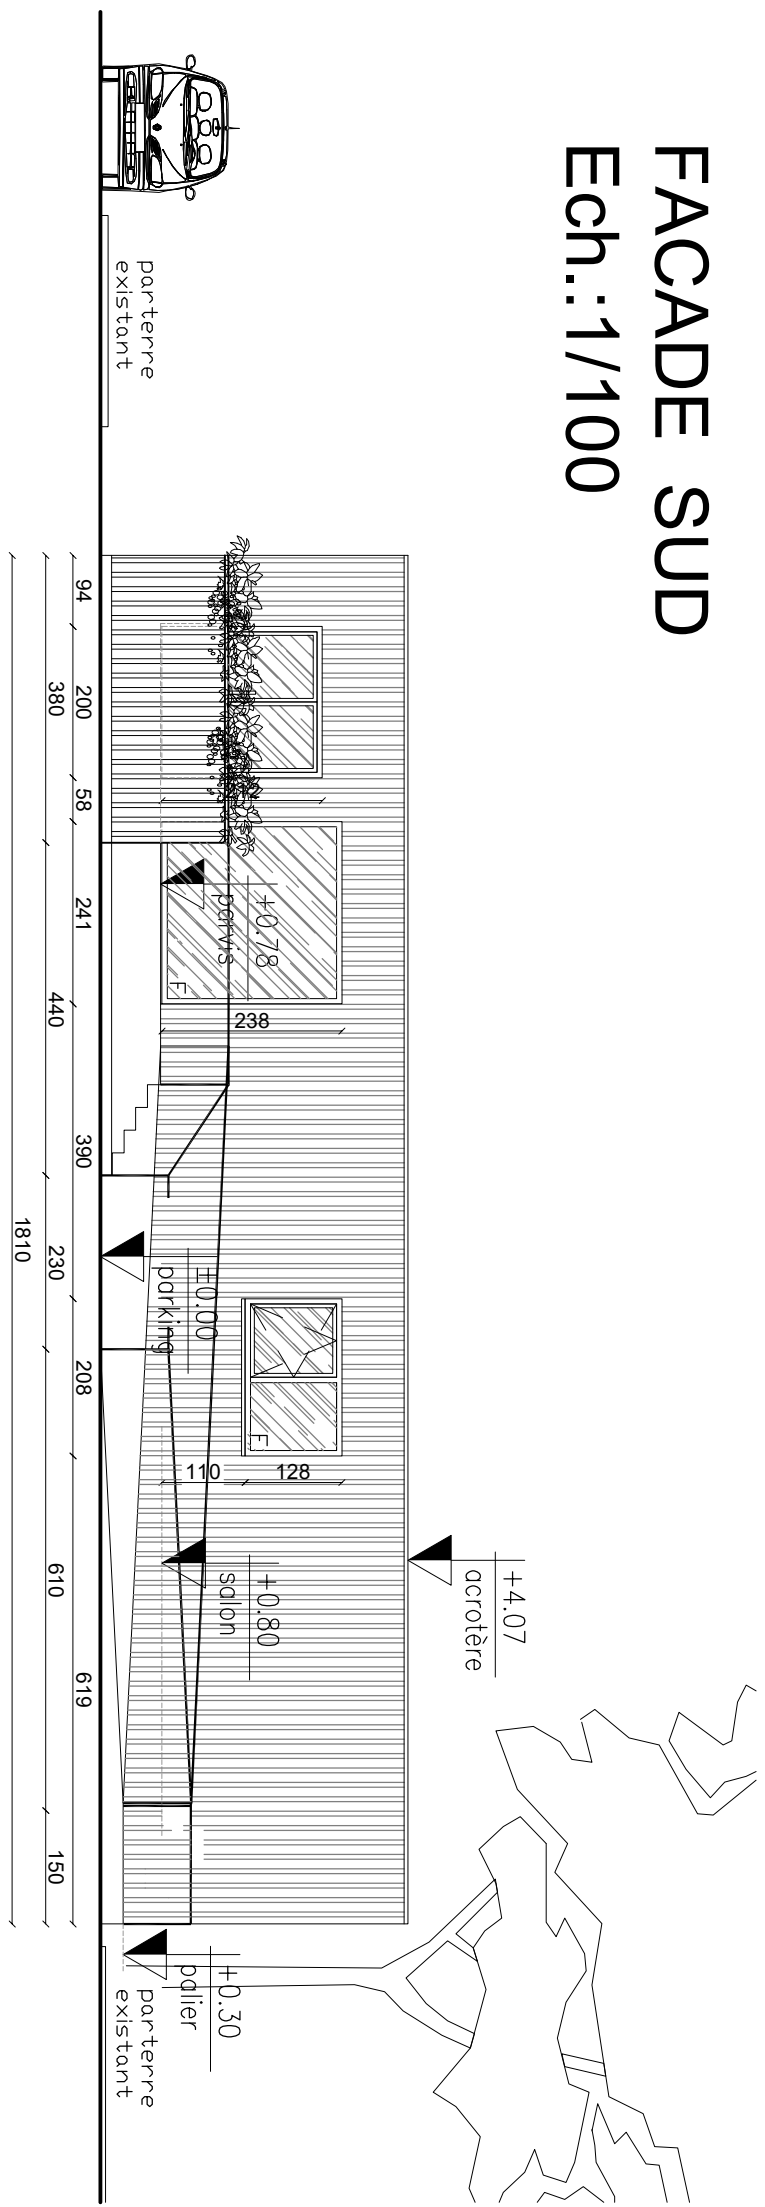 FACADE SUD
Ech.:1/100
parterre
existant
+0.78
parvis
F
238
±0.00
parking
F
110
128
+0.80
salon
+4.07
acrotère
+0.30
palier
parterre
existant
94
200
58
241
390
208
619
380
440
230
610
150
1810